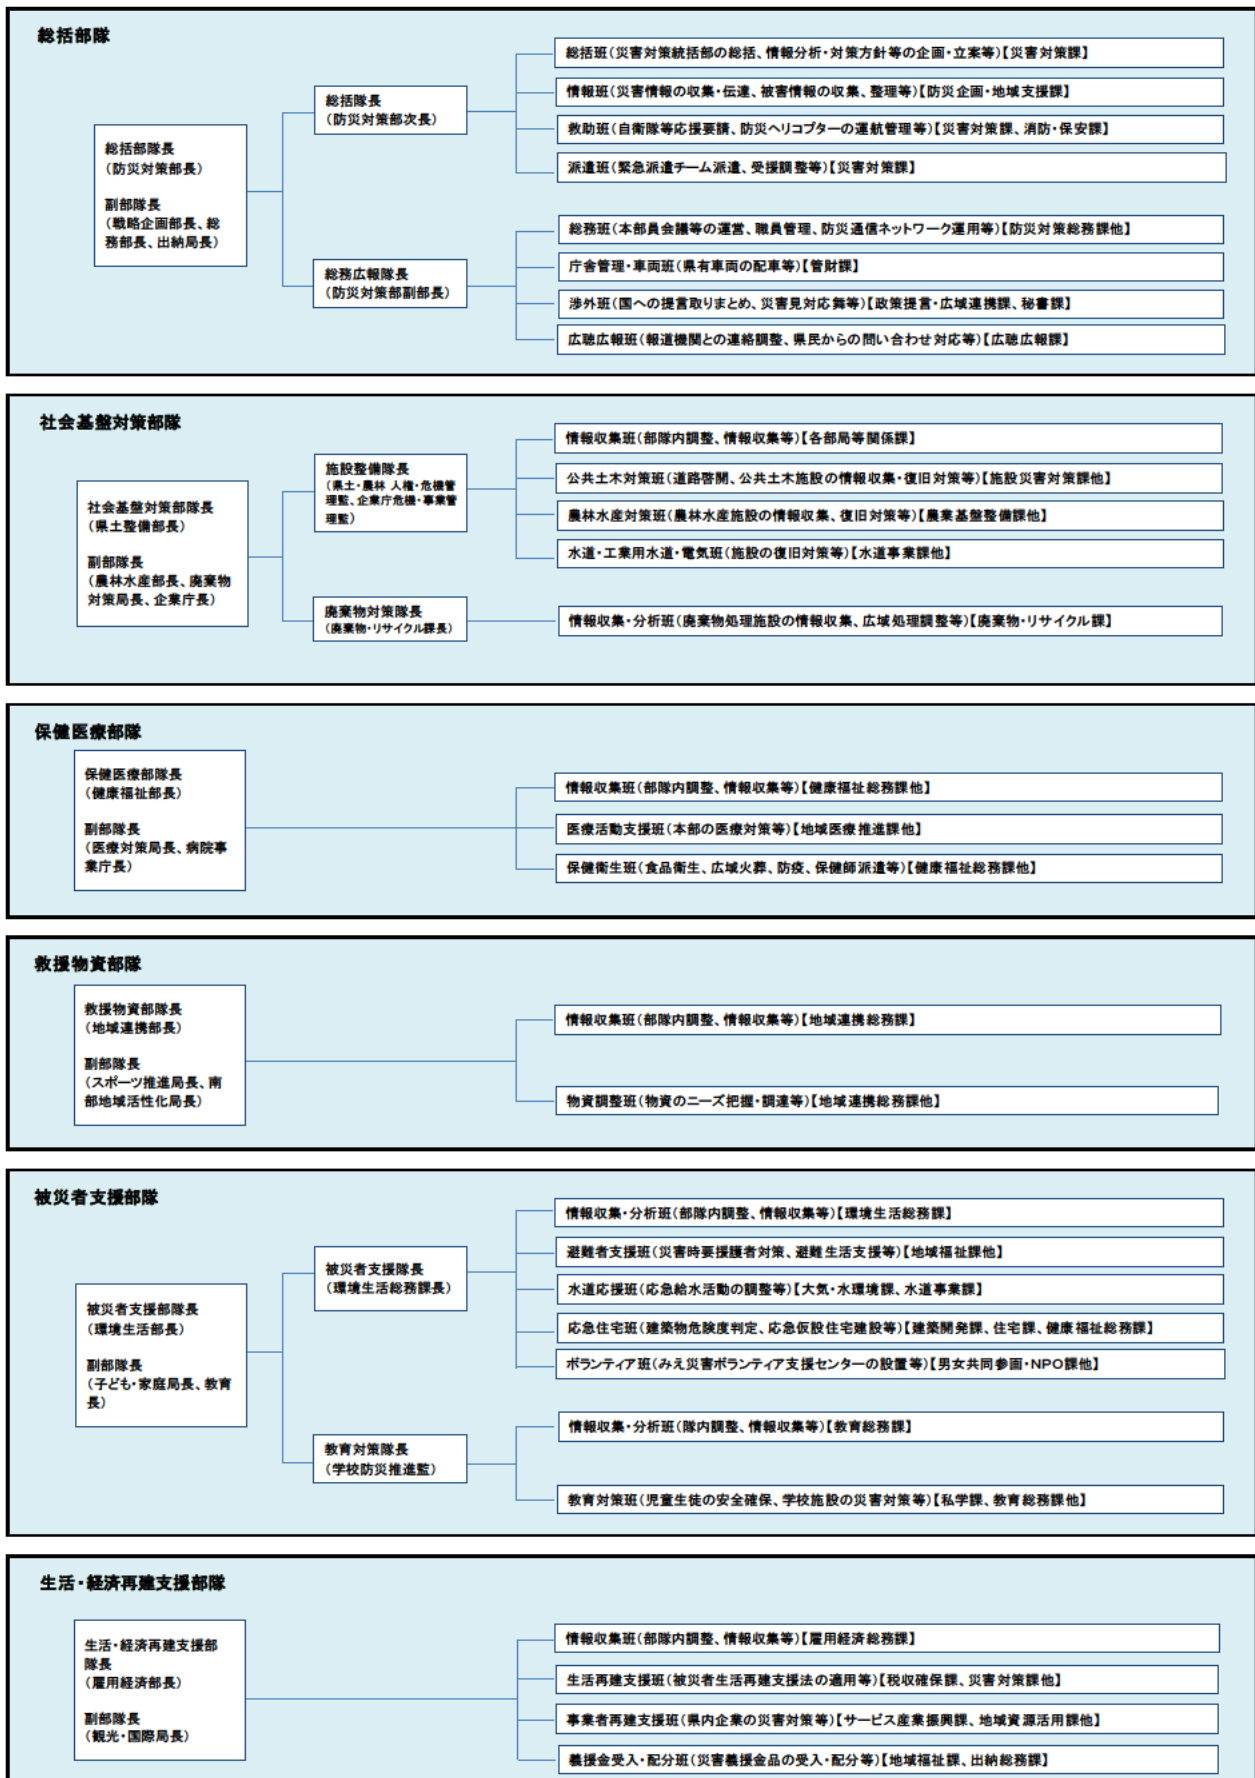 総括部隊
総括部隊長
(防災対策部長)
副部隊長
(戦略企画部長、総
務部長、出納局長)
総括隊長
(防災対策部次長)
総括班(災害対策統括部の総括、情報分析・対策方針等の企画・立案等)【災害対策課】
情報班(災害情報の収集・伝達、被害情報の収集、整理等)【防災企画・地域支援課】
救助班(自衛隊等応援要請、防災ヘリコプターの運航管理等)【災害対策課、消防・保安課】
派遣班(緊急派遣チーム派遣、受援調整等)【災害対策課】
総務広報隊長
(防災対策部副部長)
総務班(本部員会議等の運営、職員管理、防災通信ネットワーク運用等)【防災対策総務課他】
庁舎管理・車両班(県有車両の配車等)【管財課】
渉外班(国への提言取りまとめ、災害見対応舞等)【政策提言・広域連携課、秘書課】
広聴広報班(報道機関との連絡調整、県民からの問い合わせ対応等)【広聴広報課】
社会基盤対策部隊
社会基盤対策部隊長
(県土整備部長)
副部隊長
(農林水産部長、廃棄物
対策局長、企業庁長)
施設整備隊長
(県土・農林 人権・危機管
理監、企業庁危機・事業管
理監)
情報収集班(部隊内調整、情報収集等)【各部局等関係課】
公共土木対策班(道路啓開、公共土木施設の情報収集・復旧対策等)【施設災害対策課他】
農林水産対策班(農林水産施設の情報収集、復旧対策等)【農業基盤整備課他】
水道・工業用水道・電気班(施設の復旧対策等)【水道事業課他】
廃棄物対策隊長
(廃棄物・リサイクル課長)
情報収集・分析班(廃棄物処理施設の情報収集、広域処理調整等)【廃棄物・リサイクル課】
保健医療部隊
保健医療部隊長
(健康福祉部長)
副部隊長
(医療対策局長、病院事
業庁長)
情報収集班(部隊内調整、情報収集等)【健康福祉総務課他】
医療活動支援班(本部の医療対策等)【地域医療推進課他】
保健衛生班(食品衛生、広域火葬、防疫、保健師派遣等)【健康福祉総務課他】
救援物資部隊
救援物資部隊長
(地域連携部長)
副部隊長
(スポーツ推進局長、南
部地域活性化局長)
情報収集班(部隊内調整、情報収集等)【地域連携総務課】
物資調整班(物資のニーズ把握・調達等)【地域連携総務課他】
被災者支援部隊
被災者支援部隊長
(環境生活部長)
副部隊長
(子ども・家庭局長、教育
長)
被災者支援隊長
(環境生活総務課長)
情報収集・分析班(部隊内調整、情報収集等)【環境生活総務課】
避難者支援班(災害時要援護者対策、避難生活支援等)【地域福祉課他】
水道応援班(応急給水活動の調整等)【大気・水環境課、水道事業課】
応急住宅班(建築物危険度判定、応急仮設住宅建設等)【建築開発課、住宅課、健康福祉総務課】
ボランティア班(みえ災害ボランティア支援センターの設置等)【男女共同参画・NPO課他】
教育対策隊長
(学校防災推進監)
情報収集・分析班(隊内調整、情報収集等)【教育総務課】
教育対策班(児童生徒の安全確保、学校施設の災害対策等)【私学課、教育総務課他】
生活・経済再建支援部隊
生活・経済再建支援部
隊長
(雇用経済部長)
副部隊長
(観光・国際局長)
情報収集班(部隊内調整、情報収集等)【雇用経済総務課】
生活再建支援班(被災者生活再建支援法の適用等)【税収確保課、災害対策課他】
事業者再建支援班(県内企業の災害対策等)【サービス産業振興課、地域資源活用課他】
義援金受入・配分班(災害義援金品の受入・配分等)【地域福祉課、出納総務課】